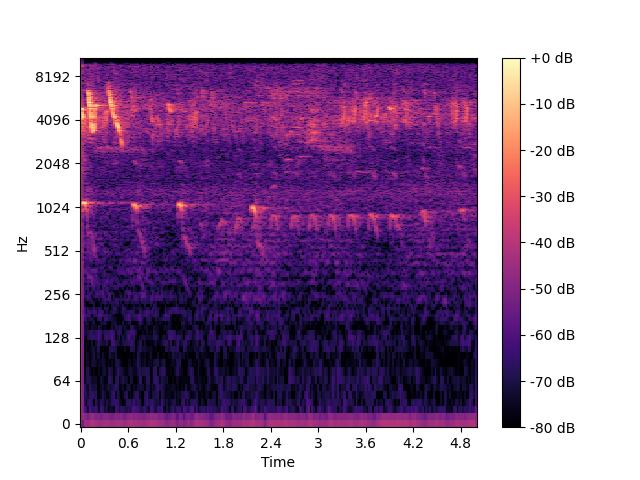 8192
4096
2048
1024
512
256
128
64
0
Hz
0 0.6 1.2 1.8 2.4 3 3.6 4.2 4.8
Time
+0 dB
-10 dB
-20 dB
-30 dB
-40 dB
-50 dB
-60 dB
-70 dB
-80 dB